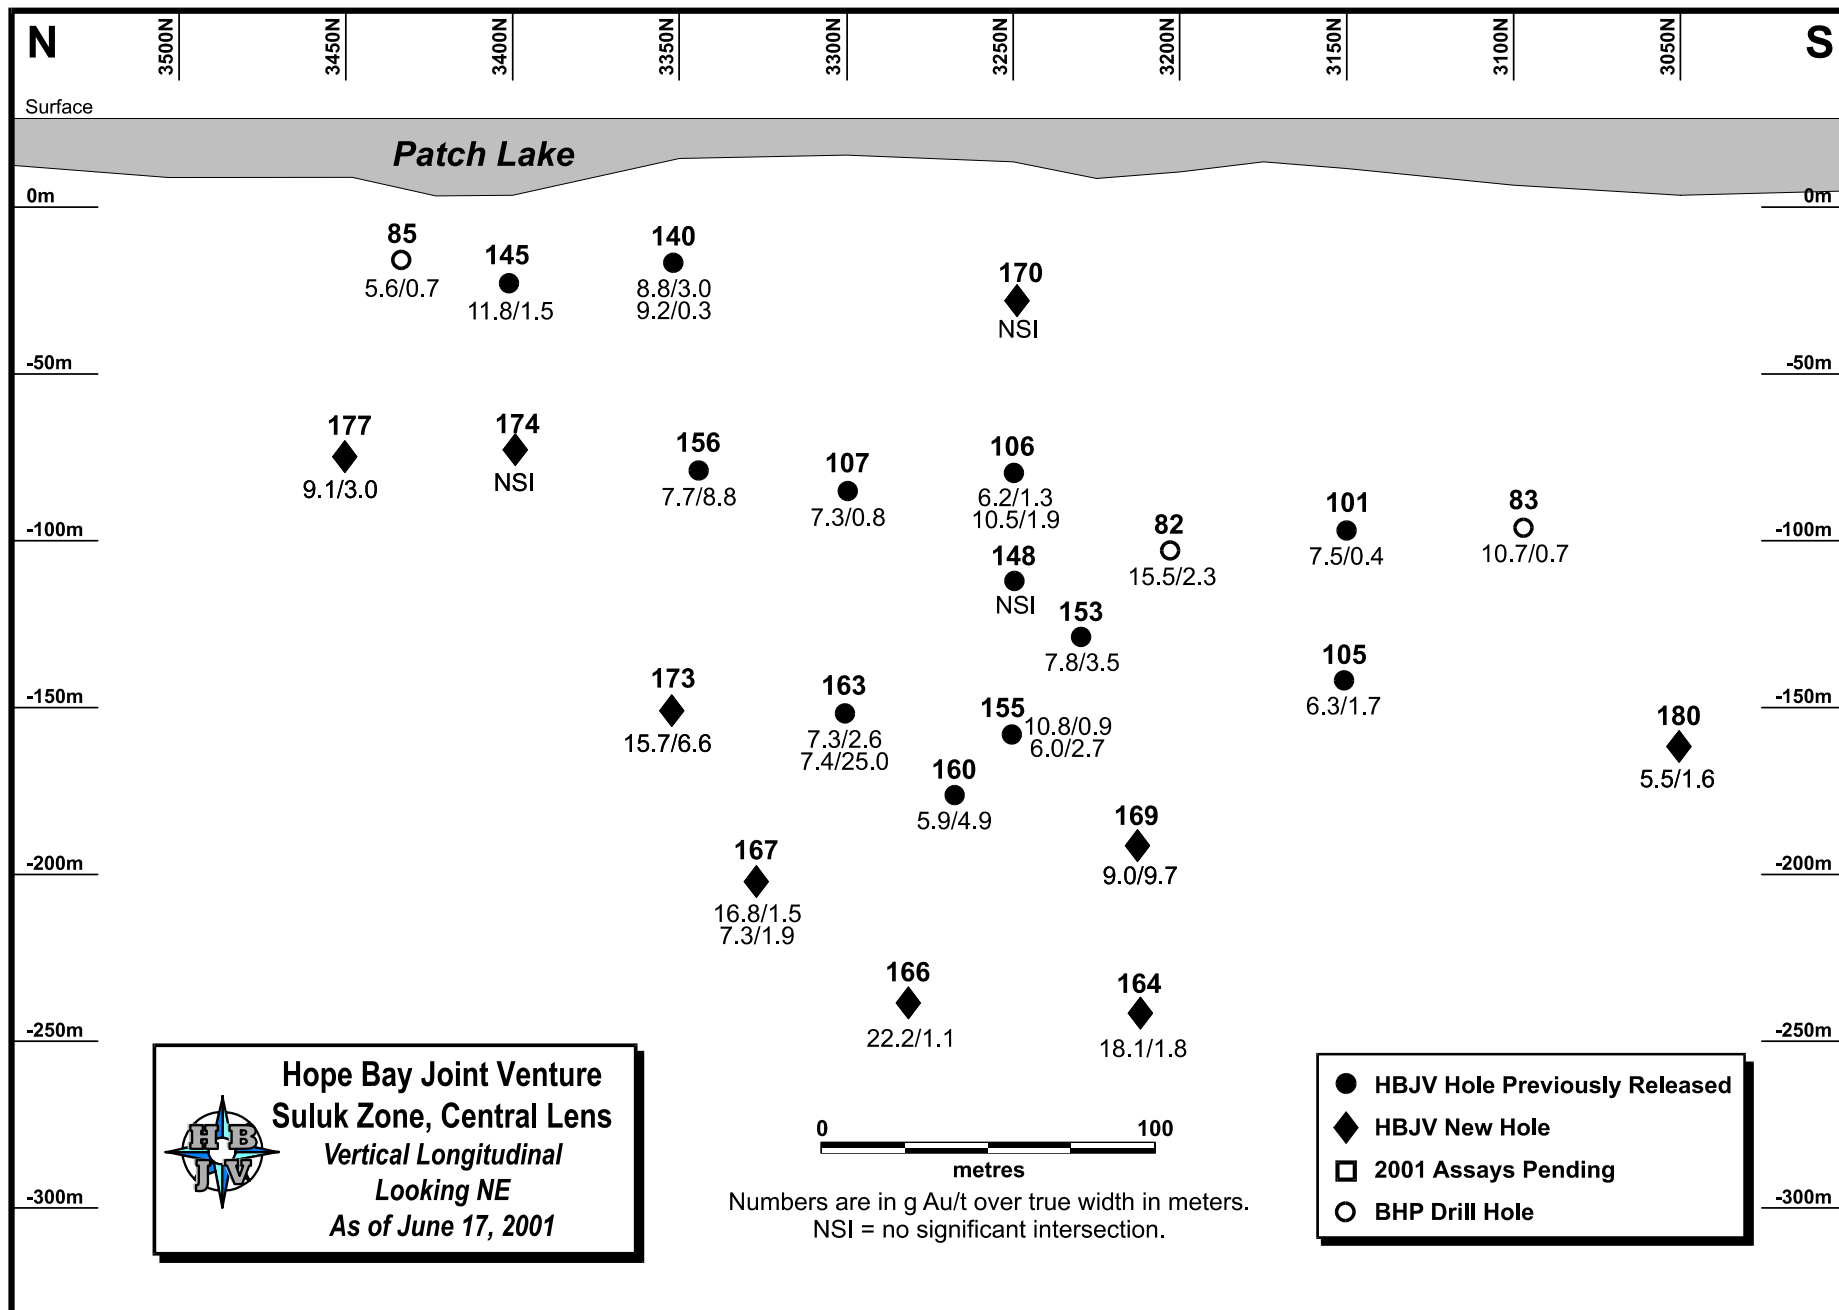 N
3500N
3450N
3400N
3350N
3300N
3250N
3200N
3150N
3100N
3050N
S
Surface
Patch Lake
0m
0m
85
5.6/0.7
145
11.8/1.5
140
8.8/3.0
9.2/0.3
170
NSI
-50m
-50m
177
9.1/3.0
174
NSI
156
7.7/8.8
107
7.3/0.8
106
6.2/1.3
10.5/1.9
82
15.5/2.3
101
7.5/0.4
83
10.7/0.7
-100m
-100m
148
NSI
153
7.8/3.5
105
6.3/1.7
-150m
-150m
173
15.7/6.6
163
7.3/2.6
7.4/25.0
155
10.8/0.9
6.0/2.7
180
5.5/1.6
160
5.9/4.9
169
9.0/9.7
-200m
-200m
167
16.8/1.5
7.3/1.9
166
22.2/1.1
164
18.1/1.8
-250m
-250m
Hope Bay Joint Venture
Suluk Zone, Central Lens
Vertical Longitudinal
Looking NE
As of June 17, 2001
H B
J V
0 100
metres
Numbers are in g Au/t over true width in meters.
NSI = no significant intersection.
HBJV Hole Previously Released
HBJV New Hole
2001 Assays Pending
BHP Drill Hole
-300m
-300m